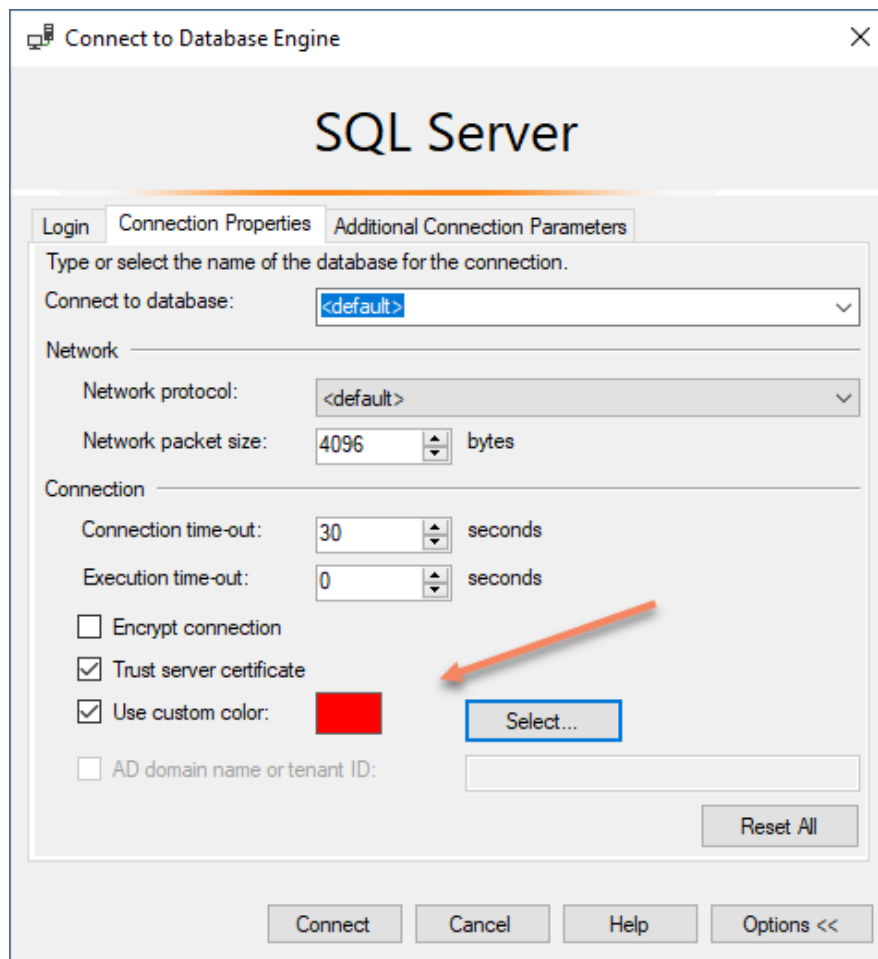 Connect to Database Engine
SQL Server
Login Connection Properties Additional Connection Parameters
Type or select the name of the database for the connection.
Connect to database: <default>
Network
Network protocol: <default>
Network packet size: 4096 bytes
Connection
Connection time-out: 30 seconds
Execution time-out: 0 seconds
Encrypt connection
Trust server certificate
Use custom color: Select...
AD domain name or tenant ID:
Reset All
Connect Cancel Help Options <<